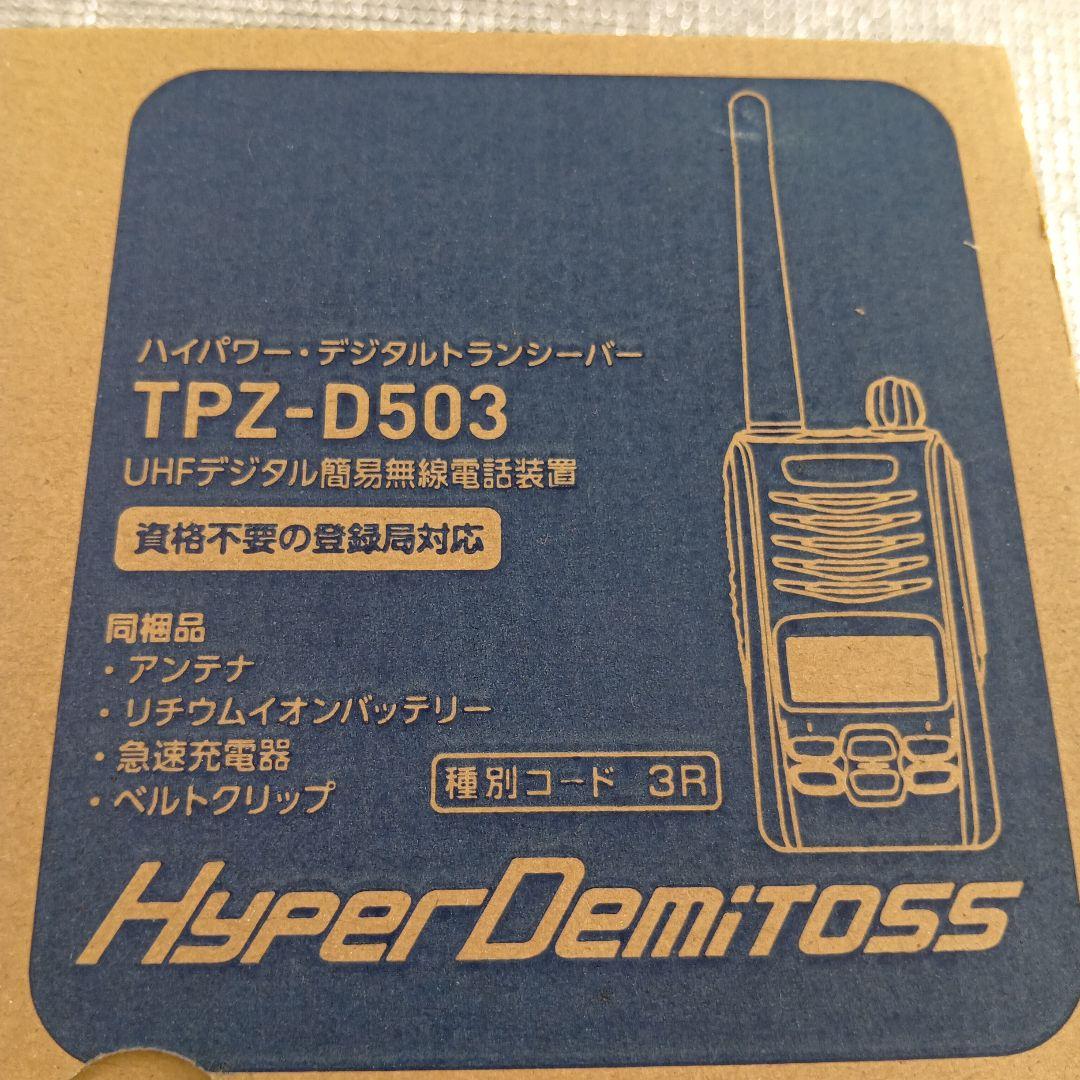 ハイパワー・デジタルトランシーバー
TPZ-D503
UHFデジタル簡易無線電話装置
資格不要の登録局対応
同梱品
・アンテナ
・リチウムイオンバッテリー
・急速充電器
・ベルトクリップ
種別コード 3R
HyperDemitoss